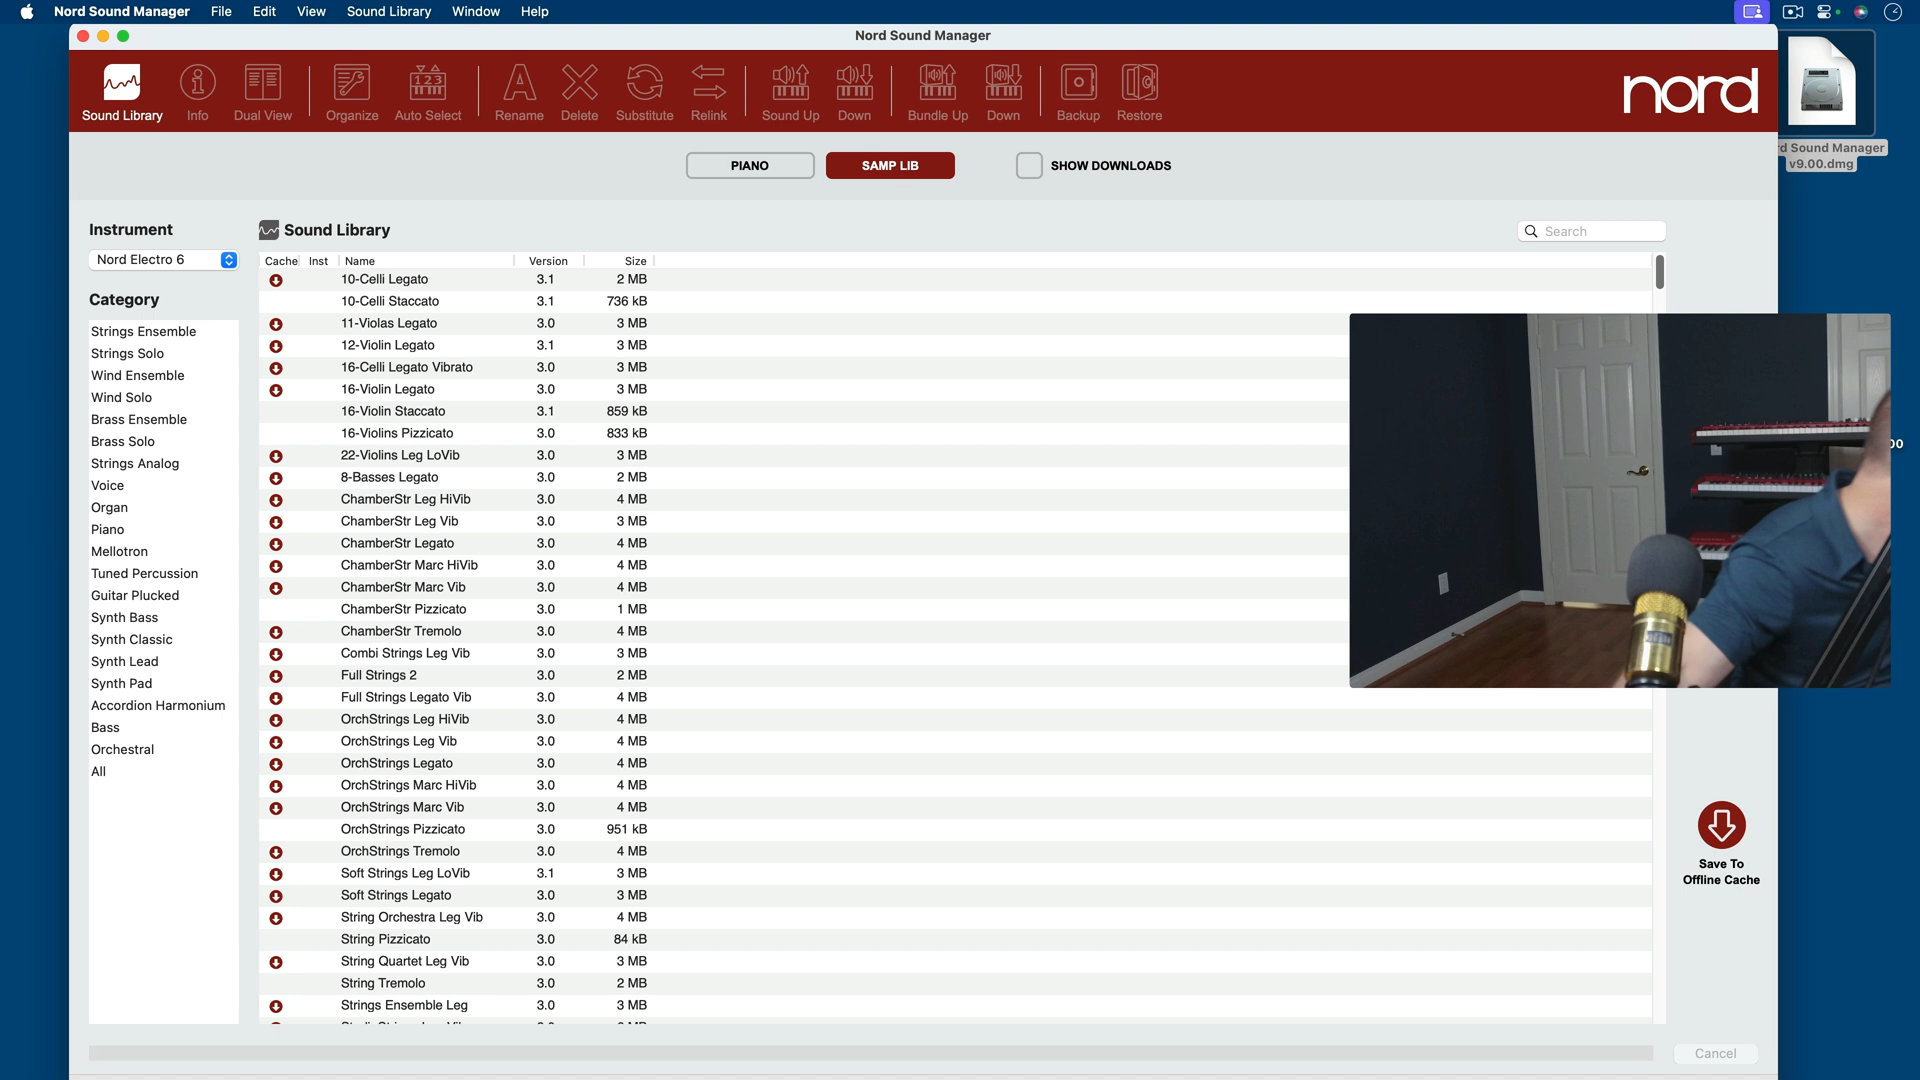 Nord Sound Manager File Edit View Sound Library Window Help
Nord Sound Manager
Sound Library Info Dual View Organize Auto Select Rename Delete Substitute Relink Sound Up Down Bundle Up Down Backup Restore
nord
rd Sound Manager
v9.00.dmg
PIANO SAMP LIB SHOW DOWNLOADS
Instrument
Nord Electro 6
Category
Strings Ensemble
Strings Solo
Wind Ensemble
Wind Solo
Brass Ensemble
Brass Solo
Strings Analog
Voice
Organ
Piano
Mellotron
Tuned Percussion
Guitar Plucked
Synth Bass
Synth Classic
Synth Lead
Synth Pad
Accordion Harmonium
Bass
Orchestral
All
Sound Library
Search
Cache Inst Name Version Size
10-Celli Legato 3.1 2 MB
10-Celli Staccato 3.1 736 kB
11-Violas Legato 3.0 3 MB
12-Violin Legato 3.1 3 MB
16-Celli Legato Vibrato 3.0 3 MB
16-Violin Legato 3.0 3 MB
16-Violin Staccato 3.1 859 kB
16-Violins Pizzicato 3.0 833 kB
22-Violins Leg LoVib 3.0 3 MB
8-Basses Legato 3.0 2 MB
ChamberStr Leg HiVib 3.0 4 MB
ChamberStr Leg Vib 3.0 3 MB
ChamberStr Legato 3.0 4 MB
ChamberStr Marc HiVib 3.0 4 MB
ChamberStr Marc Vib 3.0 4 MB
ChamberStr Pizzicato 3.0 1 MB
ChamberStr Tremolo 3.0 4 MB
Combi Strings Leg Vib 3.0 3 MB
Full Strings 2 3.0 2 MB
Full Strings Legato Vib 3.0 4 MB
OrchStrings Leg HiVib 3.0 4 MB
OrchStrings Leg Vib 3.0 4 MB
OrchStrings Legato 3.0 4 MB
OrchStrings Marc HiVib 3.0 4 MB
OrchStrings Marc Vib 3.0 4 MB
OrchStrings Pizzicato 3.0 951 kB
OrchStrings Tremolo 3.0 4 MB
Soft Strings Leg LoVib 3.1 3 MB
Soft Strings Legato 3.0 3 MB
String Orchestra Leg Vib 3.0 4 MB
String Pizzicato 3.0 84 kB
String Quartet Leg Vib 3.0 3 MB
String Tremolo 3.0 2 MB
Strings Ensemble Leg 3.0 3 MB
00
Save To
Offline Cache
Cancel